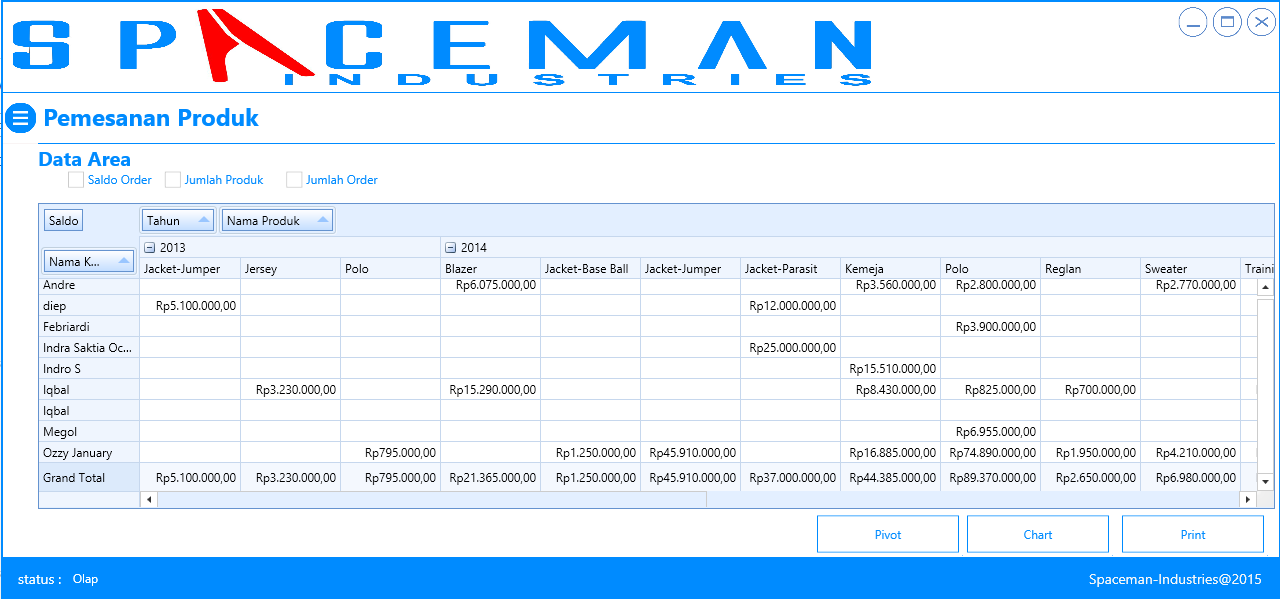 SPACEMAN
INDUSTRIES
Pemesanan Produk
Data Area
Saldo Order Jumlah Produk Jumlah Order
Saldo Tahun Nama Produk
2013 2014
Nama K...
Jacket-Jumper Jersey Polo Blazer Jacket-Base Ball Jacket-Jumper Jacket-Parasit Kemeja Polo Reglan Sweater Traini
Andre Rp6.075.000,00 Rp3.560.000,00 Rp2.800.000,00 Rp2.770.000,00
diep Rp5.100.000,00 Rp12.000.000,00
Febriardi Rp3.900.000,00
Indra Saktia Oc... Rp25.000.000,00
Indro S Rp15.510.000,00
Iqbal Rp3.230.000,00 Rp15.290.000,00 Rp8.430.000,00 Rp825.000,00 Rp700.000,00
Iqbal
Megol Rp6.955.000,00
Ozzy January Rp795.000,00 Rp1.250.000,00 Rp45.910.000,00 Rp16.885.000,00 Rp74.890.000,00 Rp1.950.000,00 Rp4.210.000,00
Grand Total Rp5.100.000,00 Rp3.230.000,00 Rp795.000,00 Rp21.365.000,00 Rp1.250.000,00 Rp45.910.000,00 Rp37.000.000,00 Rp44.385.000,00 Rp89.370.000,00 Rp2.650.000,00 Rp6.980.000,00
Pivot Chart Print
status : Olap Spaceman-Industries@2015